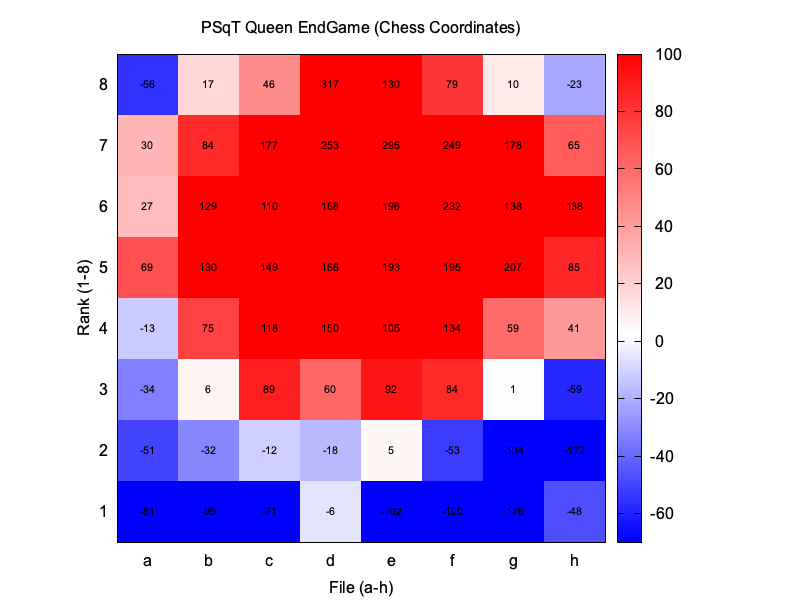 PSqT Queen EndGame (Chess Coordinates)
8 -56 17 46 317 130 79 10 -23
7 30 84 177 253 295 249 178 65
6 27 129 110 168 196 232 138 138
5 69 130 149 166 193 195 207 85
4 -13 75 118 150 105 134 59 41
3 -34 6 89 60 92 84 1 -59
2 -51 -32 -12 -18 5 -53 -134 -172
1 -81 -95 -71 -6 -102 -120 -178 -48
a b c d e f g h
File (a-h)
Rank (1-8)
100
80
60
40
20
0
-20
-40
-60